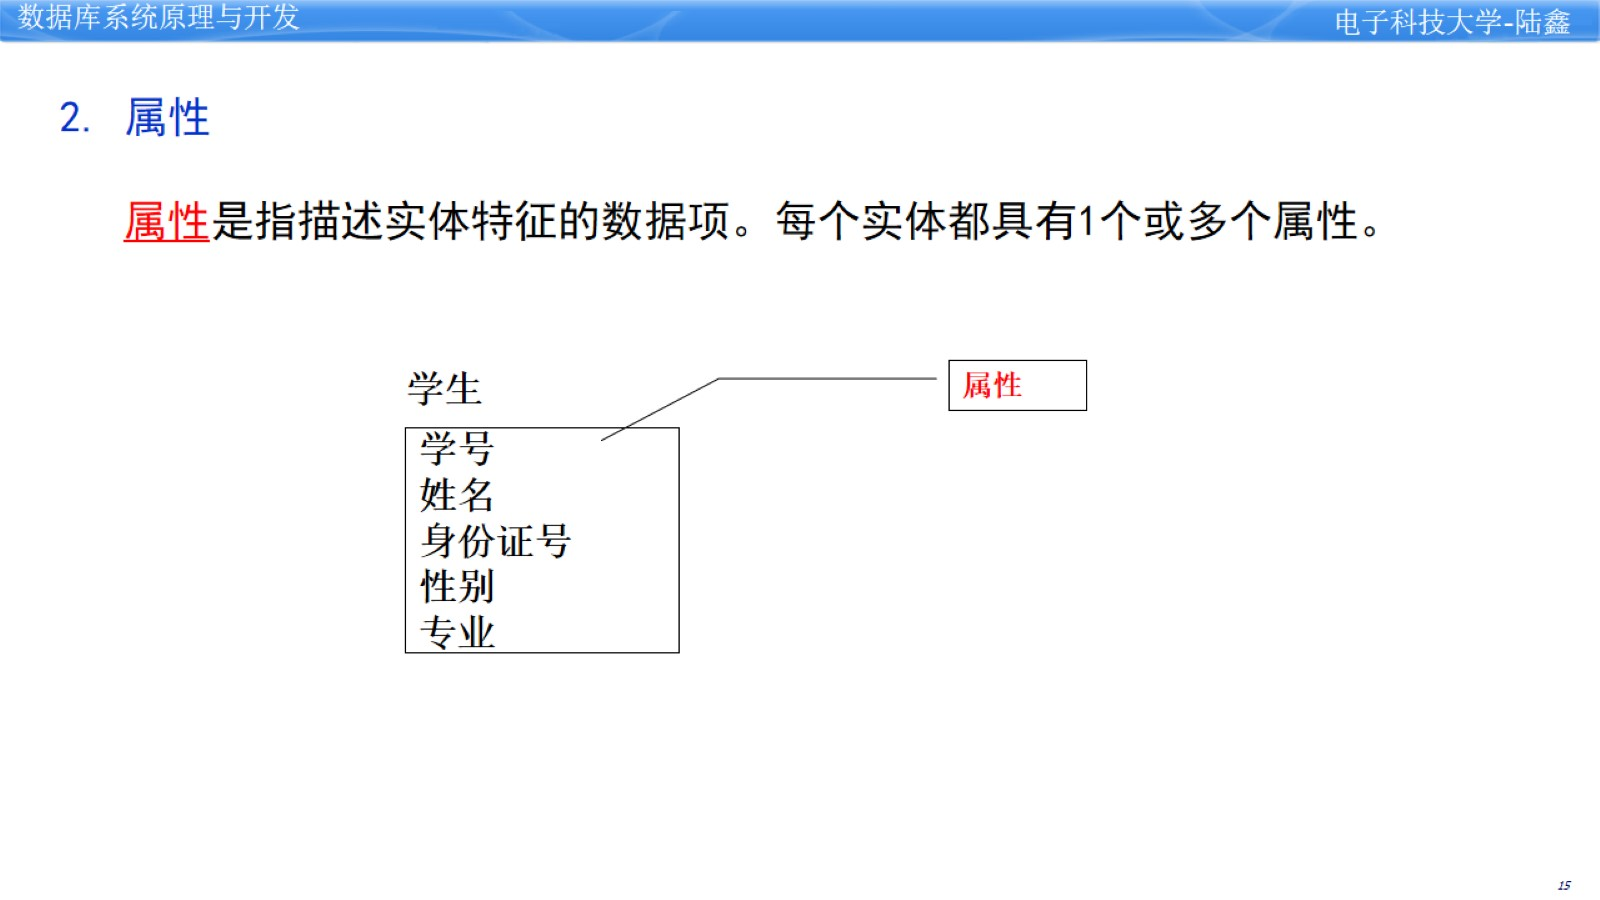 数据库系统原理与开发
电子科技大学-陆鑫
2. 属性
属性是指描述实体特征的数据项。每个实体都具有1个或多个属性。
学生
属性
学号
姓名
身份证号
性别
专业
15